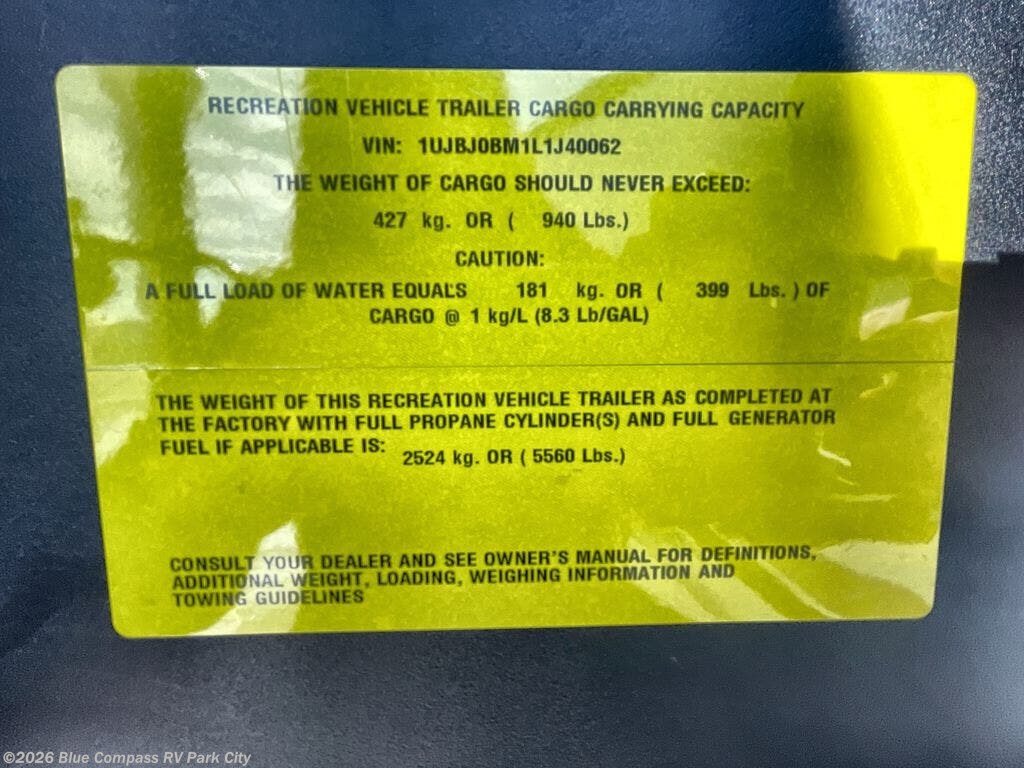 RECREATION VEHICLE TRAILER CARGO CARRYING CAPACITY
VIN: 1UJBJ0BM1L1J40062
THE WEIGHT OF CARGO SHOULD NEVER EXCEED:
427 kg. OR ( 940 Lbs.)
CAUTION:
A FULL LOAD OF WATER EQUALS 181 kg. OR ( 399 Lbs. ) OF
CARGO @ 1 kg/L (8.3 Lb/GAL)
THE WEIGHT OF THIS RECREATION VEHICLE TRAILER AS COMPLETED AT
THE FACTORY WITH FULL PROPANE CYLINDER(S) AND FULL GENERATOR
FUEL IF APPLICABLE IS: 2524 kg. OR ( 5560 Lbs.)
CONSULT YOUR DEALER AND SEE OWNER'S MANUAL FOR DEFINITIONS,
ADDITIONAL WEIGHT, LOADING, WEIGHING INFORMATION AND
TOWING GUIDELINES
©2026 Blue Compass RV Park City